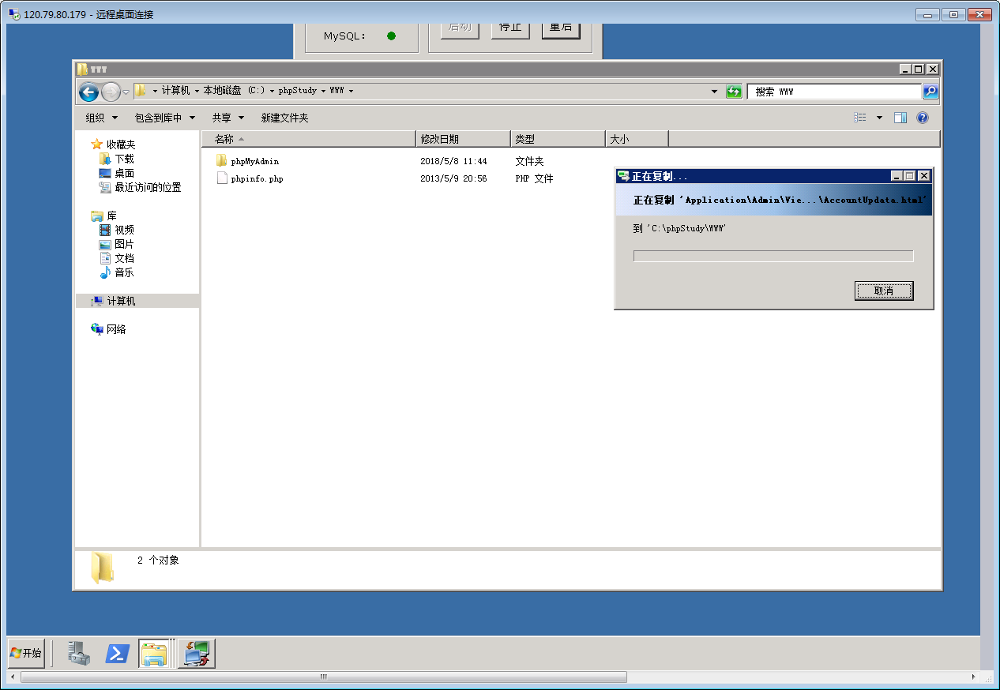 120.79.80.179 - 远程桌面连接
MySQL:
启动
停止
重启
WWW
计算机 本地磁盘 (C:) phpStudy WWW
搜索 WWW
组织 包含到库中 共享 新建文件夹
收藏夹
下载
桌面
最近访问的位置
库
视频
图片
文档
音乐
计算机
网络
名称 修改日期 类型 大小
phpMyAdmin 2018/5/8 11:44 文件夹
phpinfo.php 2013/5/9 20:56 PHP 文件
正在复制...
正在复制 'Application\Admin\Vie...\AccountUpdata.html'
到 'C:\phpStudy\WWW'
取消
2 个对象
开始